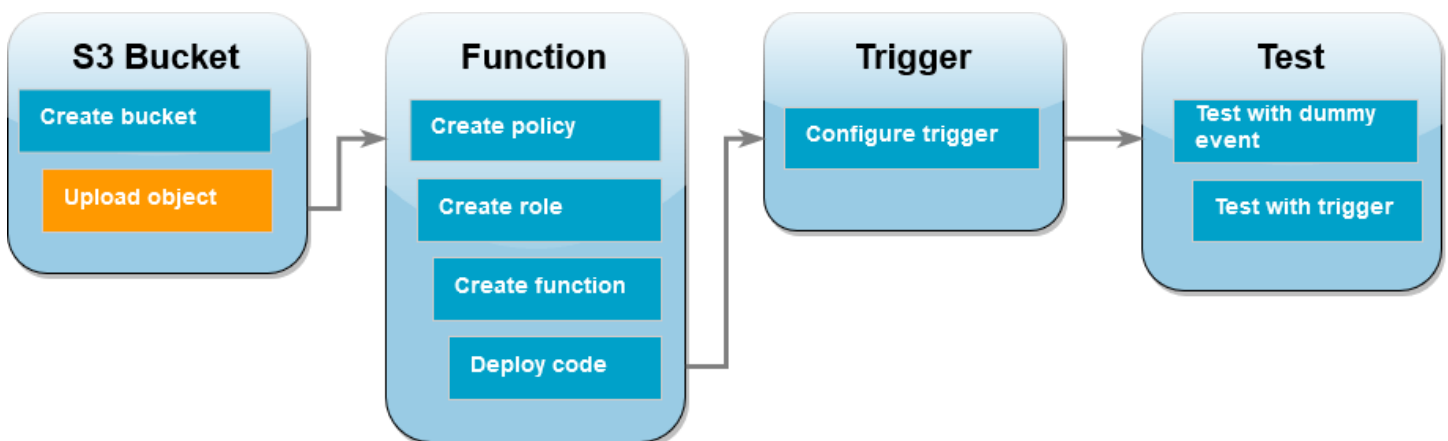 S3 Bucket
Create bucket
Upload object
Function
Create policy
Create role
Create function
Deploy code
Trigger
Configure trigger
Test
Test with dummy
event
Test with trigger